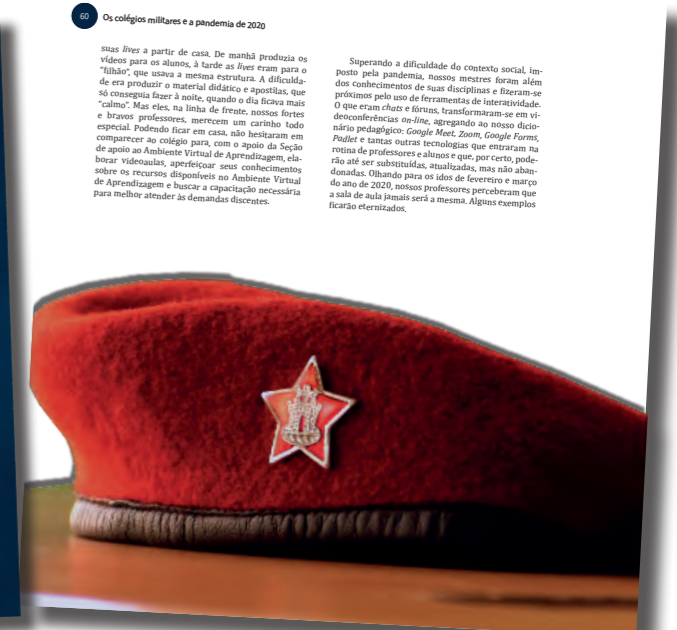 60
Os colégios militares e a pandemia de 2020
suas lives a partir de casa. De manhã produzia os
vídeos para os alunos, à tarde as lives eram para o
"filhão", que usava a mesma estrutura. A dificulda-
de era produzir o material didático e apostilas, que
só conseguia fazer à noite, quando o dia ficava mais
"calmo". Mas eles, na linha de frente, nossos fortes
e bravos professores, merecem um carinho todo
especial. Podendo ficar em casa, não hesitaram em
comparecer ao colégio para, com o apoio da Seção
de apoio ao Ambiente Virtual de Aprendizagem, ela-
borar videoaulas, aperfeiçoar seus conhecimentos
sobre os recursos disponíveis no Ambiente Virtual
de Aprendizagem e buscar a capacitação necessária
para melhor atender às demandas discentes.
Superando a dificuldade do contexto social, im-
posto pela pandemia, nossos mestres foram além
dos conhecimentos de suas disciplinas e fizeram-se
próximos pelo uso de ferramentas de interatividade.
O que eram chats e fóruns, transformaram-se em vi-
deoconferências on-line, agregando ao nosso dicio-
nário pedagógico: Google Meet, Zoom, Google Forms,
Padlet e tantas outras tecnologias que entraram na
rotina de professores e alunos e que, por certo, pode-
rão até ser substituídas, atualizadas, mas não aban-
donadas. Olhando para os idos de fevereiro e março
do ano de 2020, nossos professores perceberam que
a sala de aula jamais será a mesma. Alguns exemplos
ficarão eternizados.